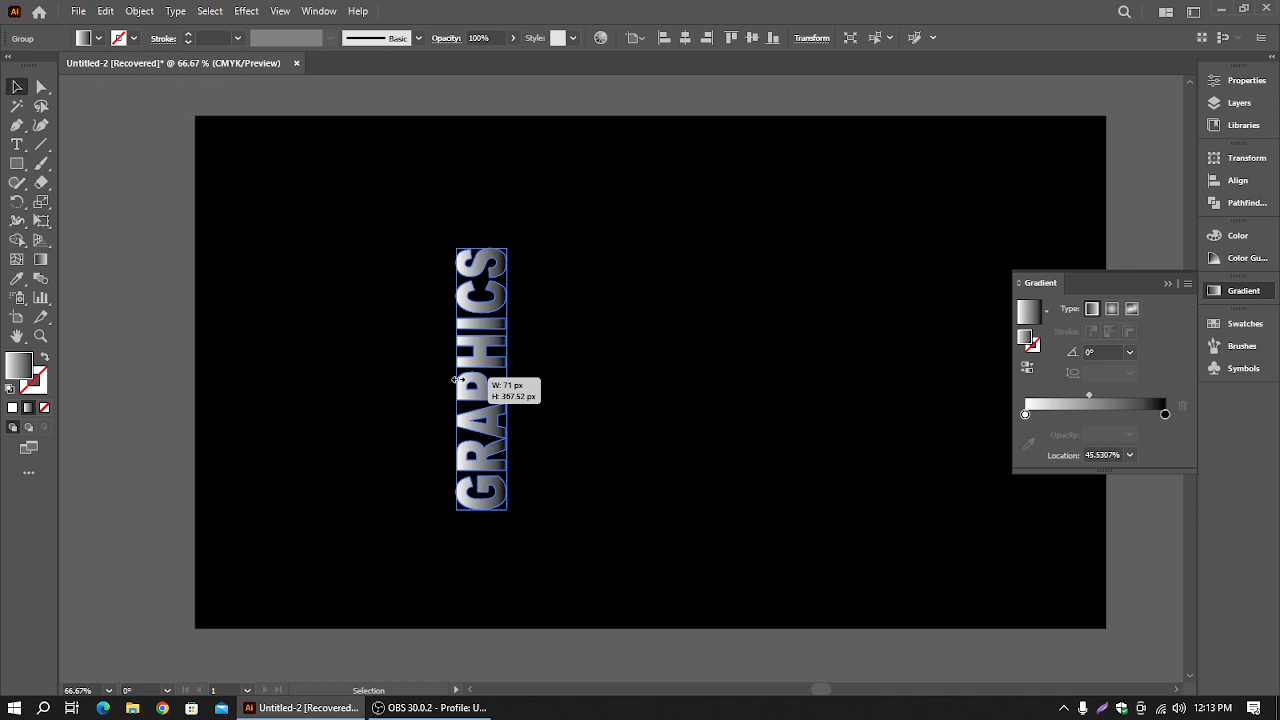 Ai File Edit Object Type Select Effect View Window Help
Group Stroke: Basic Opacity: 100% Style: Transform
Untitled-2 [Recovered]* @ 66.67 % (CMYK/Preview) ×
Properties
Layers
Libraries
Transform
Align
Pathfind...
Color
Color Gu...
Gradient
Swatches
Brushes
Symbols
GRAPHICS
W: 71 px
H: 367.52 px
Gradient
Type:
Stroke:
0°
Opacity:
Location: 45.5307%
66.67% 0° 1 Selection
Ai Untitled-2 [Recovered... OBS 30.0.2 - Profile U... 12:13 PM